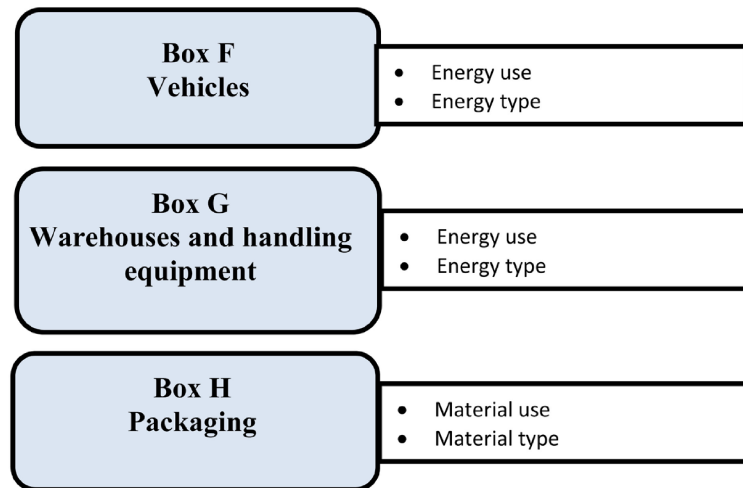 Box F
Vehicles
• Energy use
• Energy type
Box G
Warehouses and handling
equipment
• Energy use
• Energy type
Box H
Packaging
• Material use
• Material type